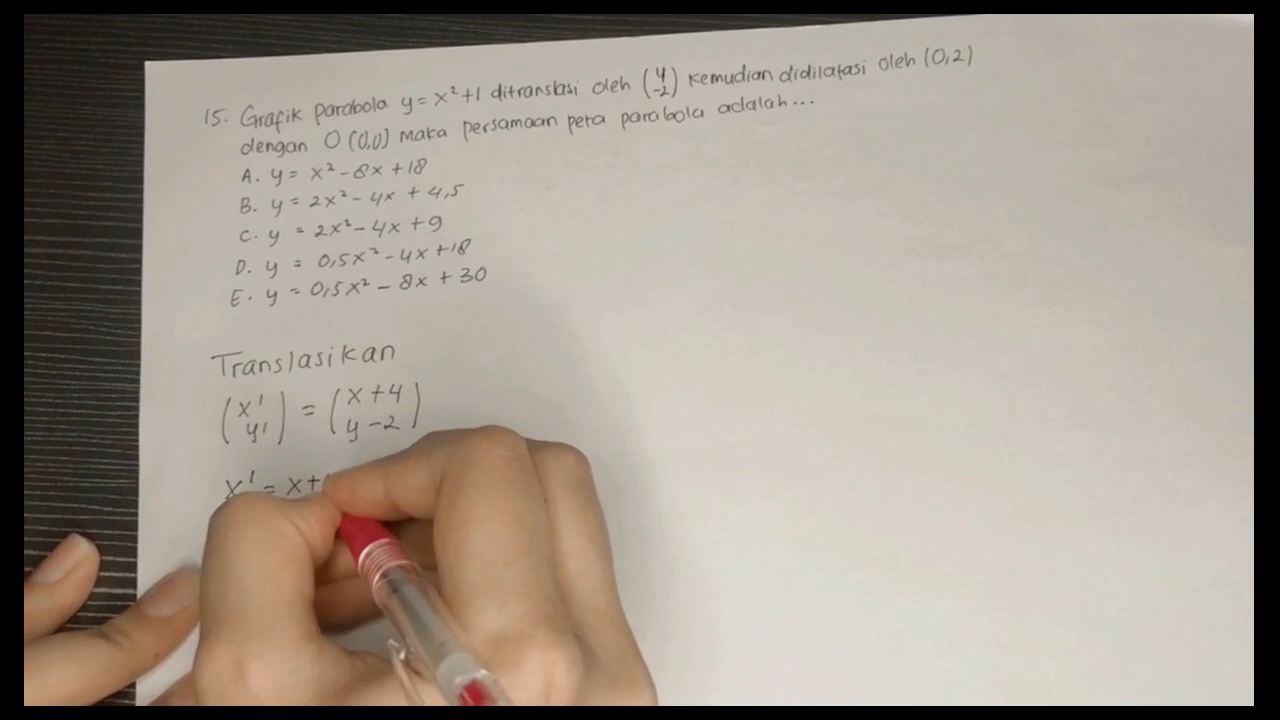 15. Grafik parabola y = x² + 1 ditranslasi oleh (4 -2) kemudian didilatasi oleh (0,2)
dengan O (0,0) maka persamaan peta parabola adalah...
A. y = x² - 8x + 18
B. y = 2x² - 4x + 4,5
C. y = 2x² - 4x + 9
D. y = 0,5x² - 4x + 18
E. y = 0,5x² - 8x + 30
Translasikan
(x' y') = (x + 4 y - 2)
x' = x +